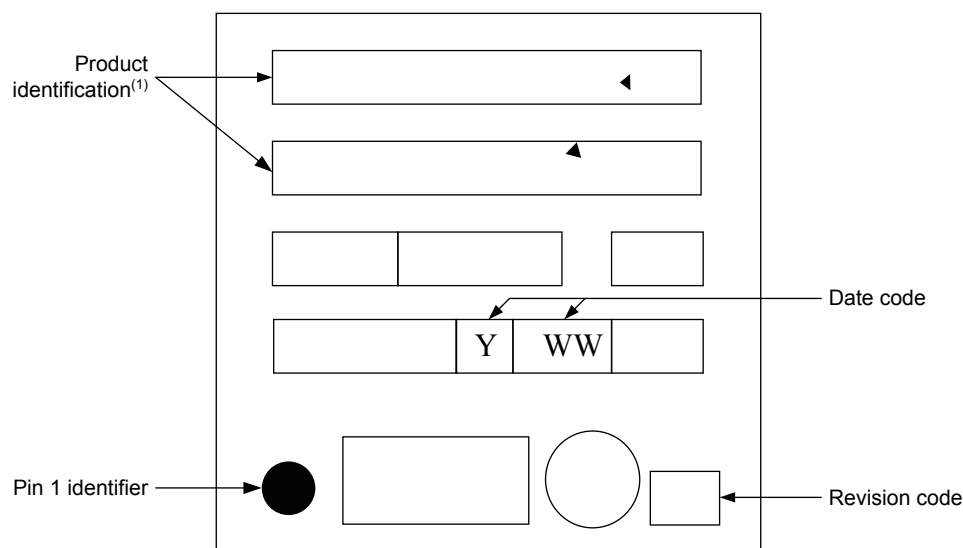 Product
identification(1)
Date code
Y WW
Pin 1 identifier
Revision code